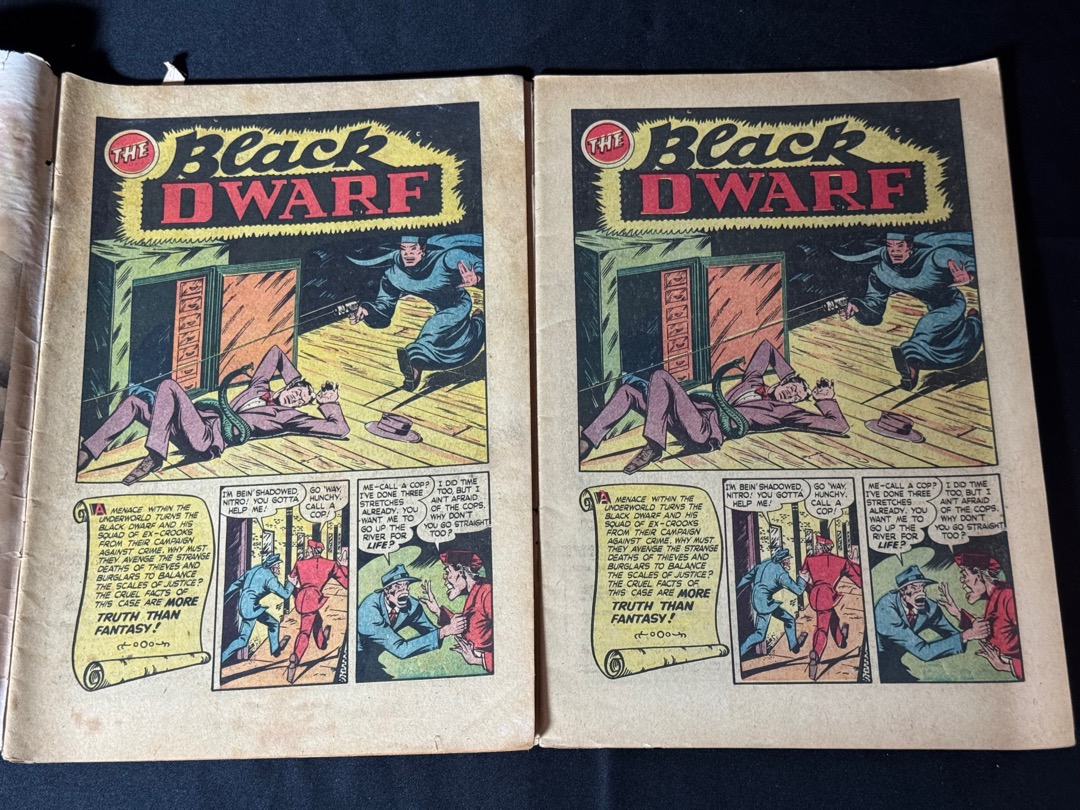 THE
Black
DWARF
A MENACE WITHIN THE
UNDERWORLD TURNS THE
BLACK DWARF AND HIS
SQUAD OF EX-CROOKS
FROM THEIR CAMPAIGN
AGAINST CRIME. WHY MUST
THEY AVENGE THE STRANGE
DEATHS OF THIEVES AND
BURGLARS TO BALANCE
THE SCALES OF JUSTICE?
THE CRUEL FACTS OF
THIS CASE ARE MORE
TRUTH THAN
FANTASY!
I'M BEIN' SHADOWED,
NITRO! YOU GOTTA
HELP ME!
GO 'WAY,
HUNCHY.
CALL A
COP!
ME-CALL A COP?
I'VE DONE THREE
STRETCHES
ALREADY. YOU
WANT ME TO
GO UP THE
RIVER FOR
LIFE?
I DID TIME
TOO, BUT I
AIN'T AFRAID
OF THE COPS.
WHY DON'T
YOU GO STRAIGHT
TOO?
THE
Black
DWARF
A MENACE WITHIN THE
UNDERWORLD TURNS THE
BLACK DWARF AND HIS
SQUAD OF EX-CROOKS
FROM THEIR CAMPAIGN
AGAINST CRIME. WHY MUST
THEY AVENGE THE STRANGE
DEATHS OF THIEVES AND
BURGLARS TO BALANCE
THE SCALES OF JUSTICE?
THE CRUEL FACTS OF
THIS CASE ARE MORE
TRUTH THAN
FANTASY!
I'M BEIN' SHADOWED,
NITRO! YOU GOTTA
HELP ME!
GO 'WAY,
HUNCHY.
CALL A
COP!
ME-CALL A COP?
I'VE DONE THREE
STRETCHES
ALREADY. YOU
WANT ME TO
GO UP THE
RIVER FOR
LIFE?
I DID TIME
TOO, BUT I
AIN'T AFRAID
OF THE COPS.
WHY DON'T
YOU GO STRAIGHT
TOO?